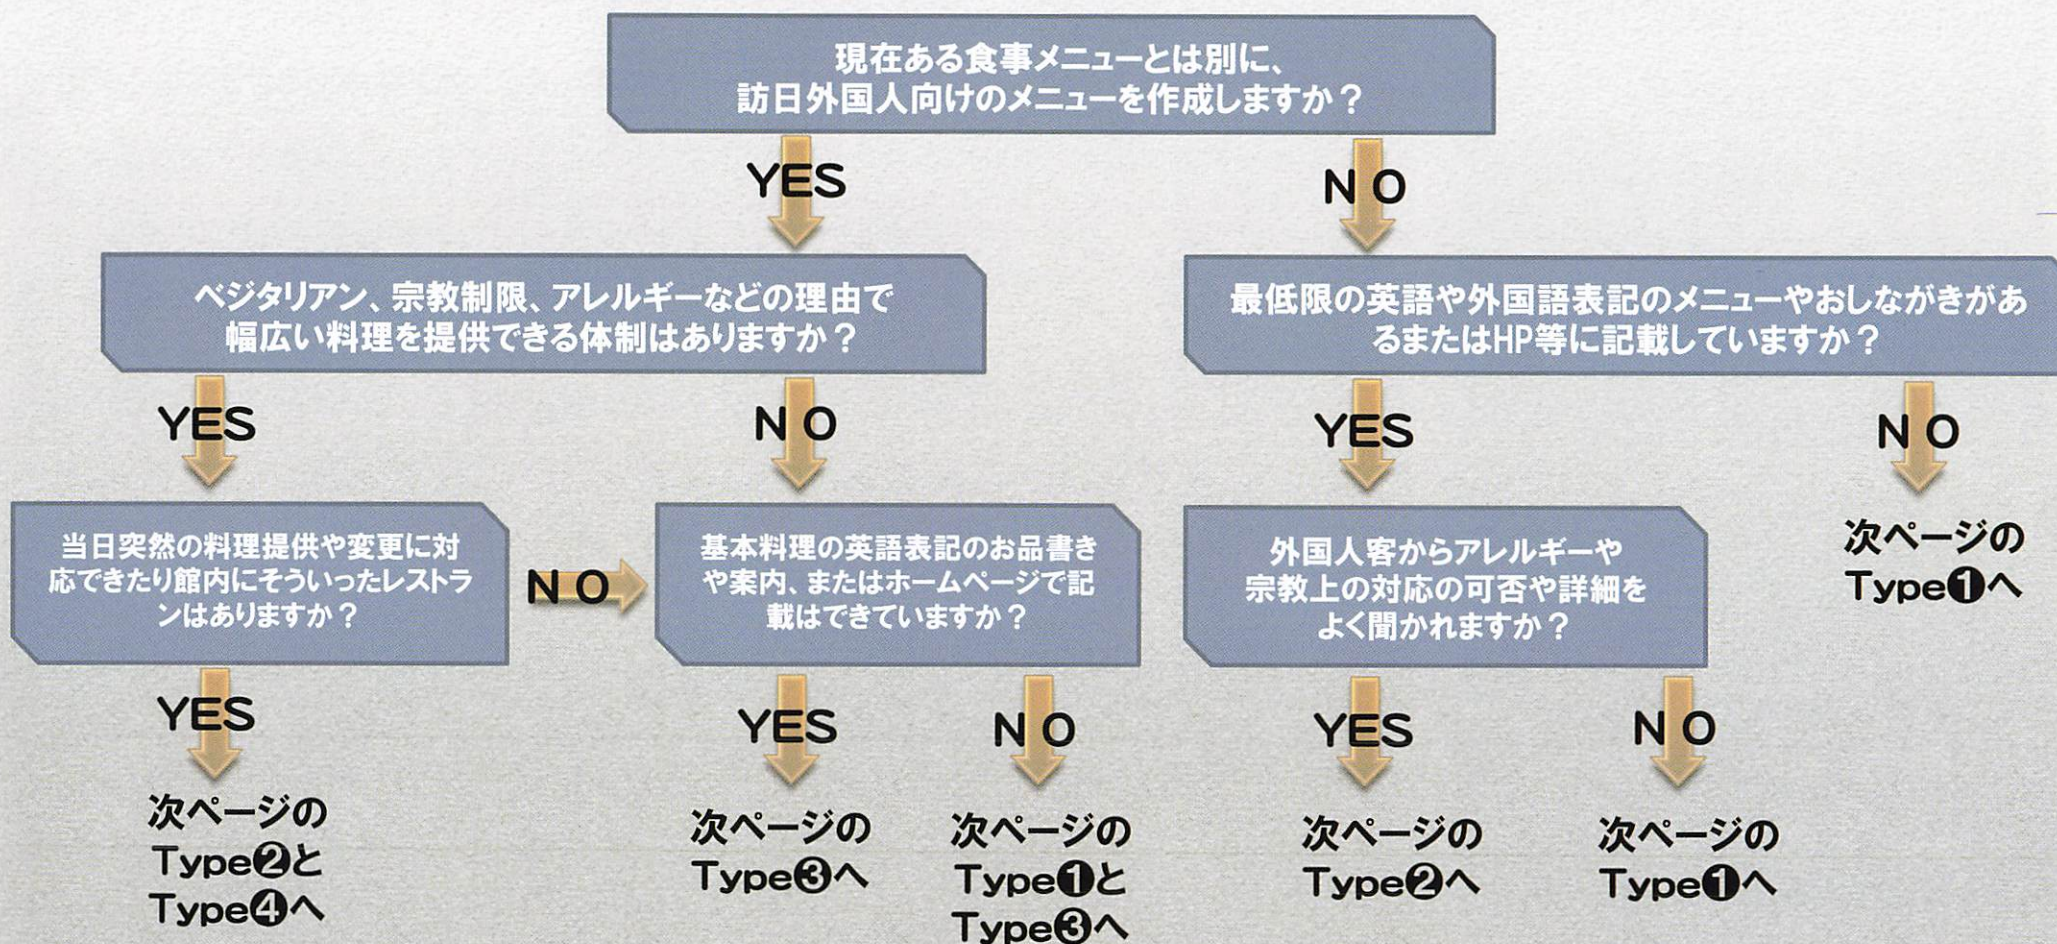 現在ある食事メニューとは別に、
訪日外国人向けのメニューを作成しますか？
YES
N O
ベジタリアン、宗教制限、アレルギーなどの理由で
幅広い料理を提供できる体制はありますか？
最低限の英語や外国語表記のメニューやおしながきがあ
るまたはHP等に記載していますか？
YES
N O
YES
N O
当日突然の料理提供や変更に対
応できたり館内にそういったレストラ
ンはありますか？
N O
基本料理の英語表記のお品書き
や案内、またはホームページで記
載はできていますか？
外国人客からアレルギーや
宗教上の対応の可否や詳細を
よく聞かれますか？
次ページの
Type❶へ
YES
YES
N O
YES
N O
次ページの
Type❷と
Type❹へ
次ページの
Type❸へ
次ページの
Type❶と
Type❸へ
次ページの
Type❷へ
次ページの
Type❶へ